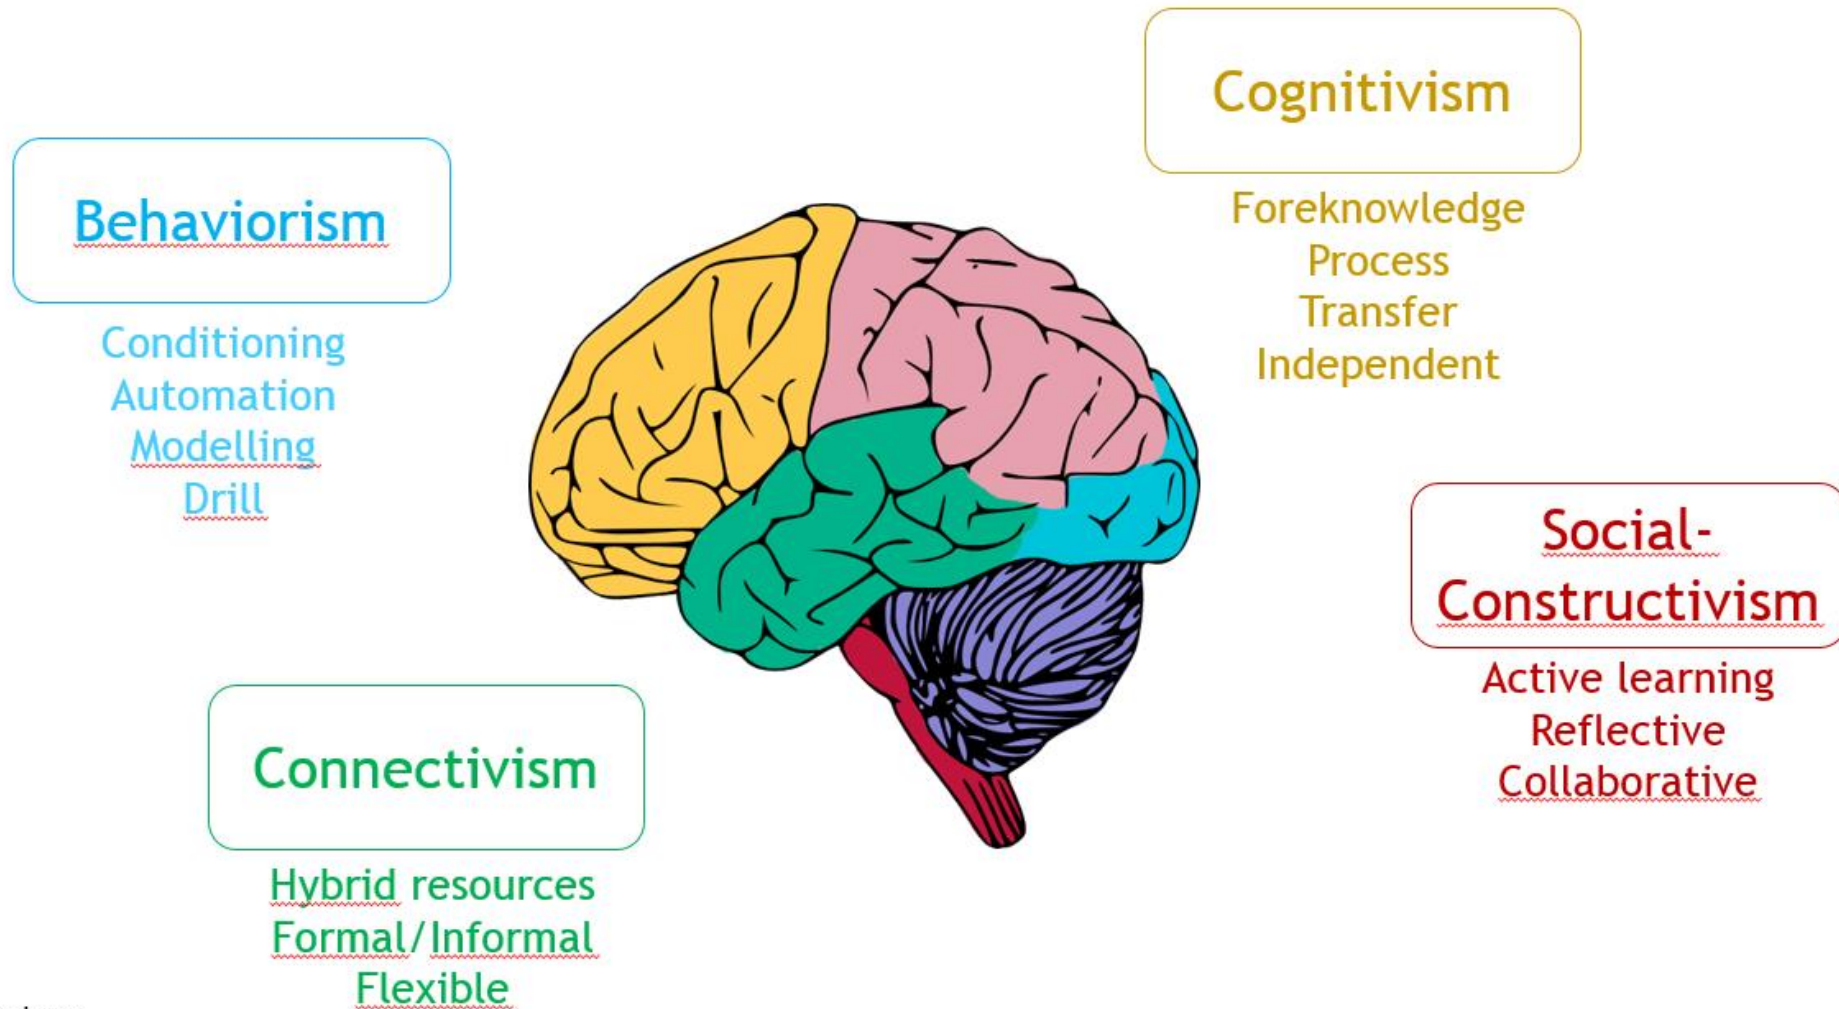 Behaviorism
Conditioning
Automation
Modelling
Drill
Cognitivism
Foreknowledge
Process
Transfer
Independent
Social-
Constructivism
Active learning
Reflective
Collaborative
Connectivism
Hybrid resources
Formal/Informal
Flexible